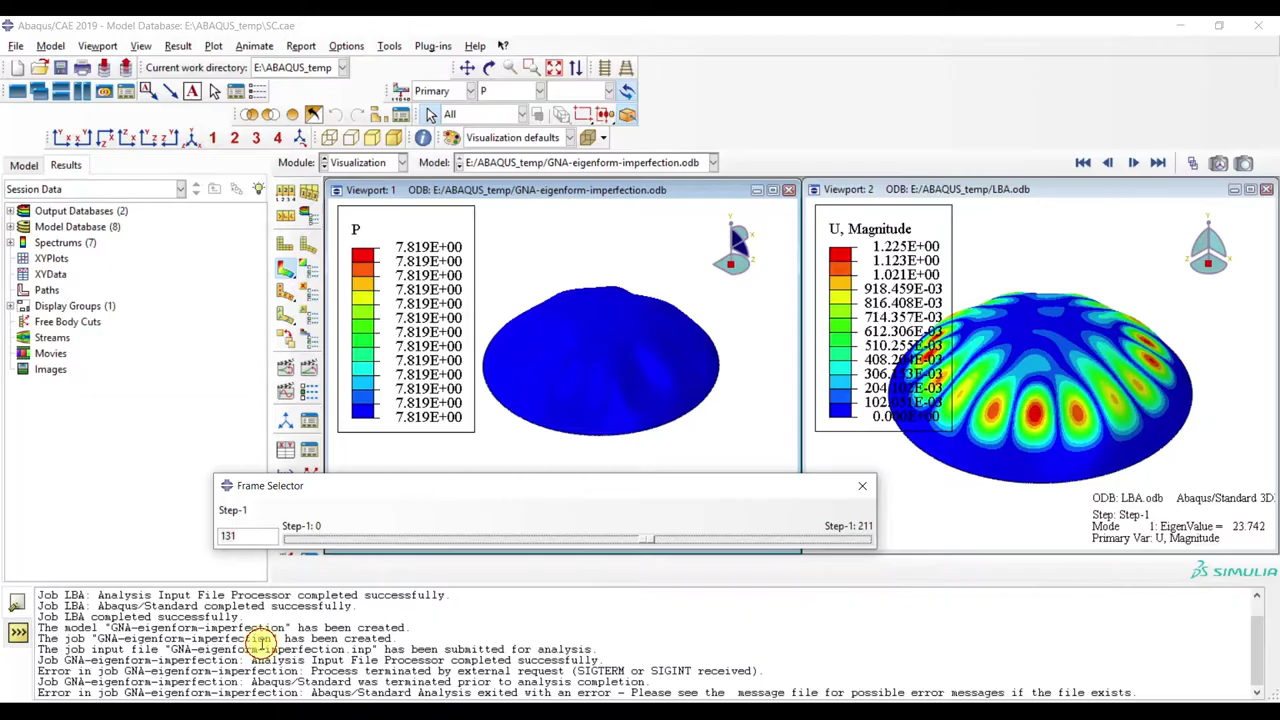 Abaqus/CAE 2019 - Model Database: E:\ABAQUS_temp\SC.cae
File Model Viewport View Result Plot Animate Report Options Tools Plug-ins Help
Current work directory: E:\ABAQUS_temp
Primary P
All
1 2 3 4 Visualization defaults
Model Results
Module: Visualization Model: E:/ABAQUS_temp/GNA-eigenform-imperfection.odb
Session Data
Output Databases (2)
Model Database (8)
Spectrums (7)
XYPlots
XYData
Paths
Display Groups (1)
Free Body Cuts
Streams
Movies
Images
Viewport: 1 ODB: E:/ABAQUS_temp/GNA-eigenform-imperfection.odb
P
7.819E+00
7.819E+00
7.819E+00
7.819E+00
7.819E+00
7.819E+00
7.819E+00
7.819E+00
7.819E+00
7.819E+00
7.819E+00
7.819E+00
7.819E+00
Viewport: 2 ODB: E:/ABAQUS_temp/LBA.odb
U, Magnitude
1.225E+00
1.123E+00
1.021E+00
918.459E-03
816.408E-03
714.357E-03
612.306E-03
510.255E-03
204.102E-03
102.051E-03
0.000E+00
ODB: LBA.odb Abaqus/Standard 3D
Step: Step-1
Mode 1: EigenValue = 23.742
Primary Var: U, Magnitude
Frame Selector
Step-1
131
Step-1: 0
Step-1: 211
SIMULIA
Job LBA: Analysis Input File Processor completed successfully.
Job LBA: Abaqus/Standard completed successfully.
Job LBA completed successfully.
The model "GNA-eigenform-imperfection" has been created.
The job "GNA-eigenform-imperfection" has been created.
The job input file "GNA-eigenform-imperfection.inp" has been submitted for analysis.
Job GNA-eigenform-imperfection: Analysis Input File Processor completed successfully.
Error in job GNA-eigenform-imperfection: Process terminated by external request (SIGTERM or SIGINT received).
Job GNA-eigenform-imperfection: Abaqus/Standard was terminated prior to analysis completion.
Error in job GNA-eigenform-imperfection: Abaqus/Standard Analysis exited with an error - Please see the message file for possible error messages if the file exists.